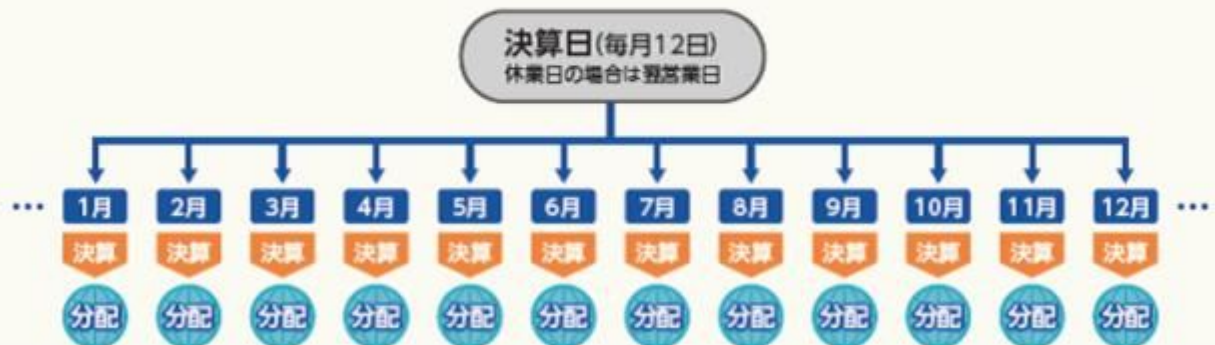 決算日(毎月12日)
休業日の場合は翌営業日
… 1月 2月 3月 4月 5月 6月 7月 8月 9月 10月 11月 12月 …
決算 決算 決算 決算 決算 決算 決算 決算 決算 決算 決算 決算
分配 分配 分配 分配 分配 分配 分配 分配 分配 分配 分配 分配